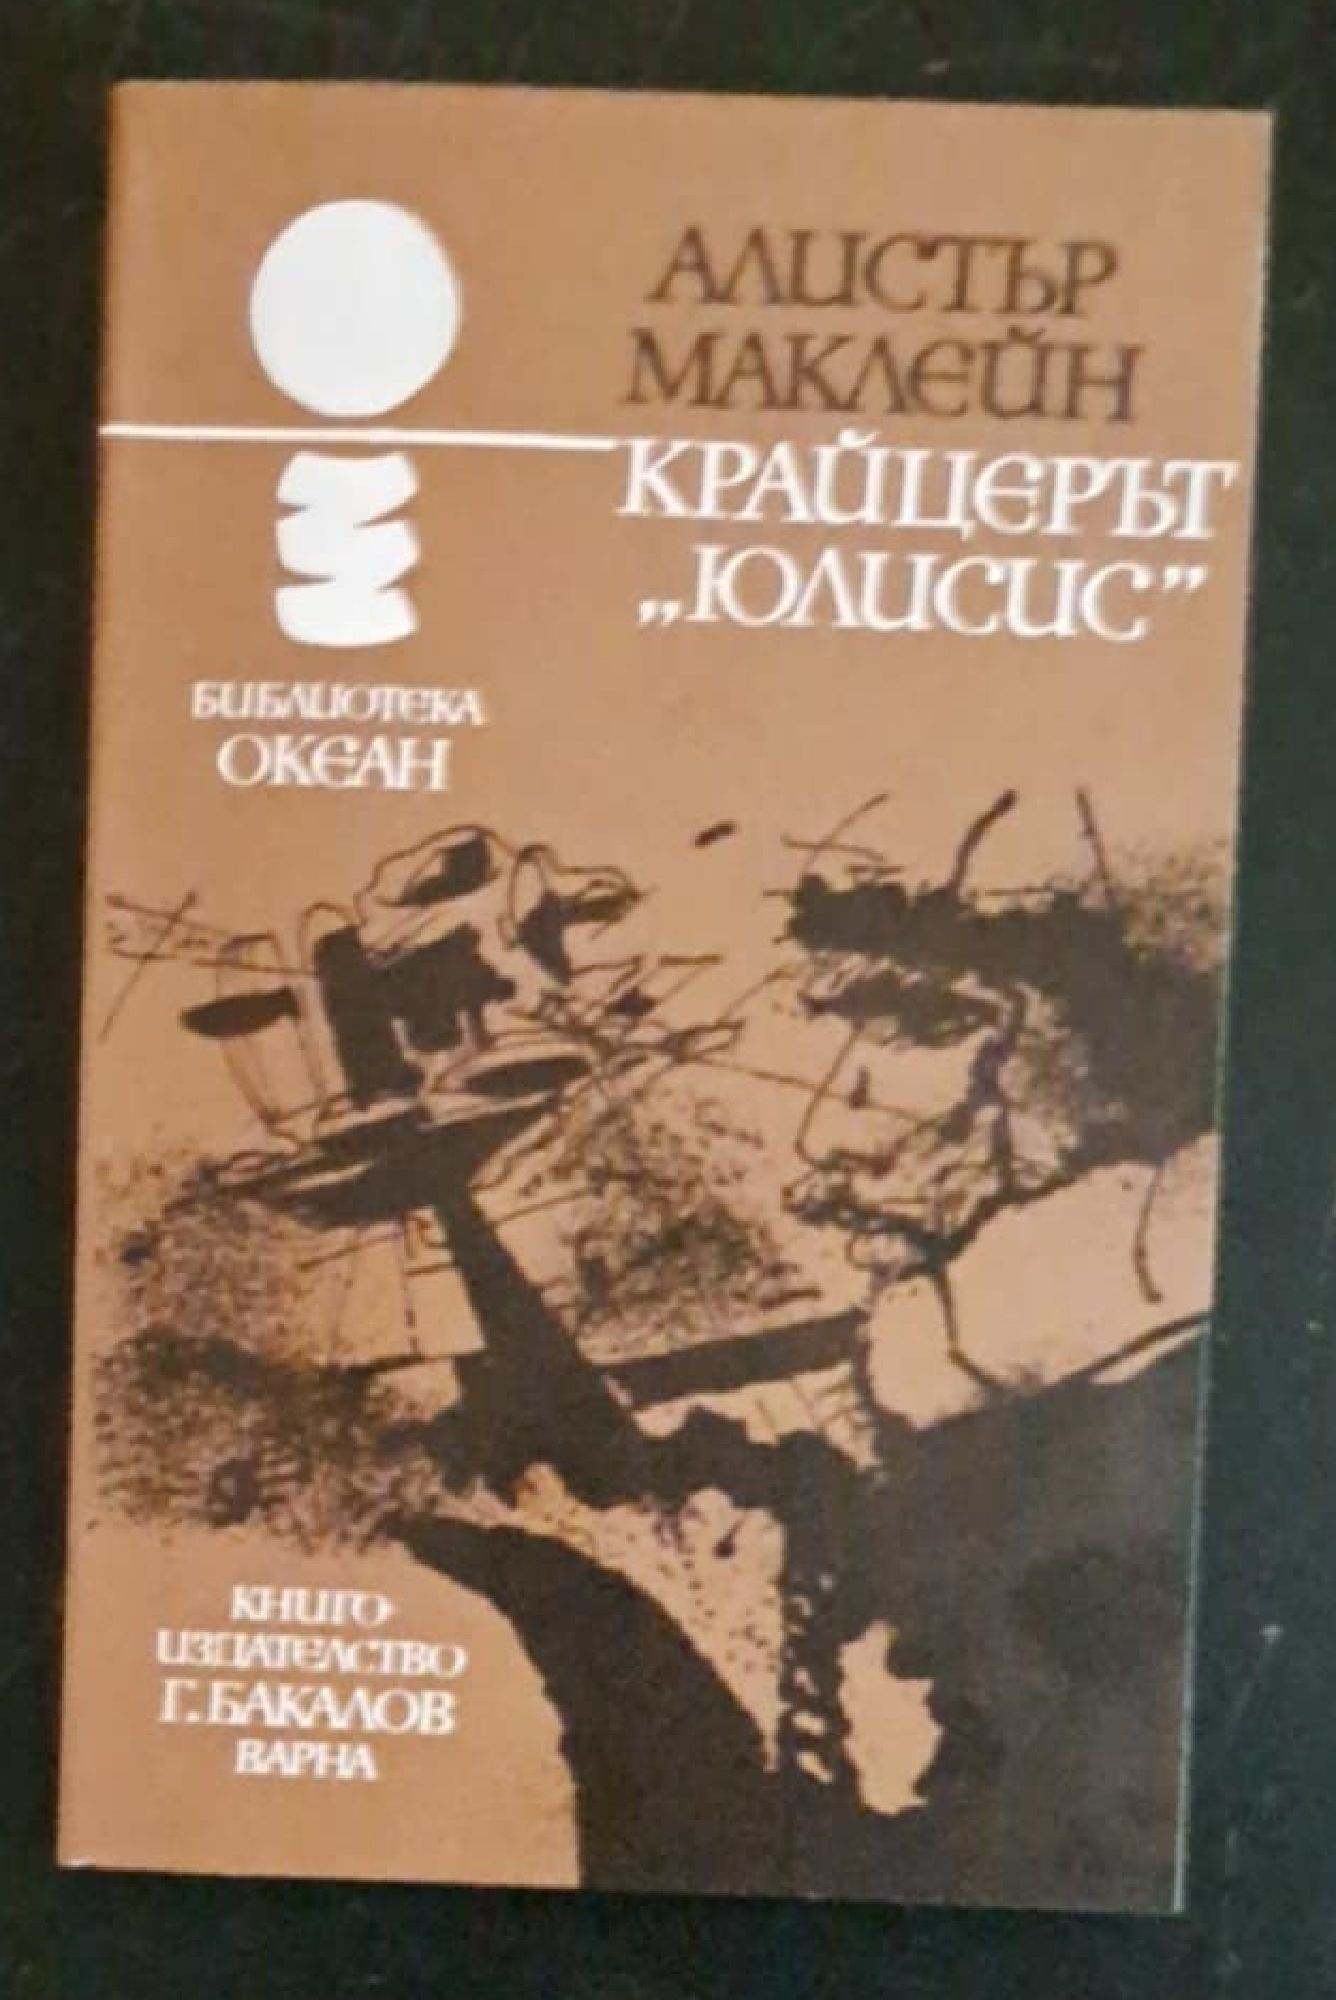 АЛИСТЪР
МАКЛЕЙН
КРАЙЦЕРЪТ
„ЮЛИСИС”
БИБЛИОТЕКА
ОКЕАН
КНИГО-
ИЗДАТЕЛСТВО
Г. БАКАЛОВ
ВАРНА